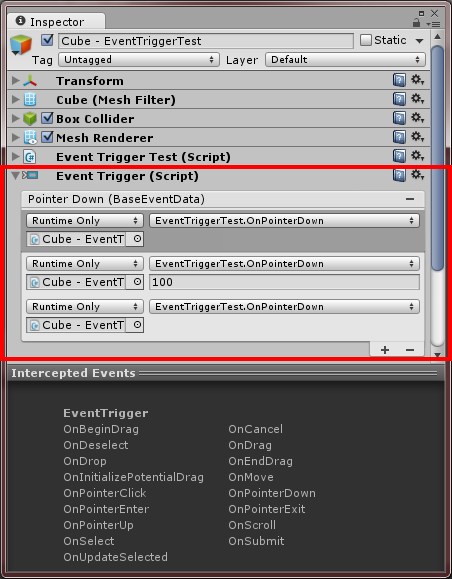 Inspector
Cube - EventTriggerTest Static
Tag Untagged Layer Default
Transform
Cube (Mesh Filter)
Box Collider
Mesh Renderer
Event Trigger Test (Script)
Event Trigger (Script)
Pointer Down (BaseEventData)
Runtime Only EventTriggerTest.OnPointerDown
Cube - EventT
Runtime Only EventTriggerTest.OnPointerDown
Cube - EventT 100
Runtime Only EventTriggerTest.OnPointerDown
Cube - EventT
Intercepted Events
EventTrigger
OnBeginDrag OnCancel
OnDeselect OnDrag
OnDrop OnEndDrag
OnInitializePotentialDrag OnMove
OnPointerClick OnPointerDown
OnPointerEnter OnPointerExit
OnPointerUp OnScroll
OnSelect OnSubmit
OnUpdateSelected